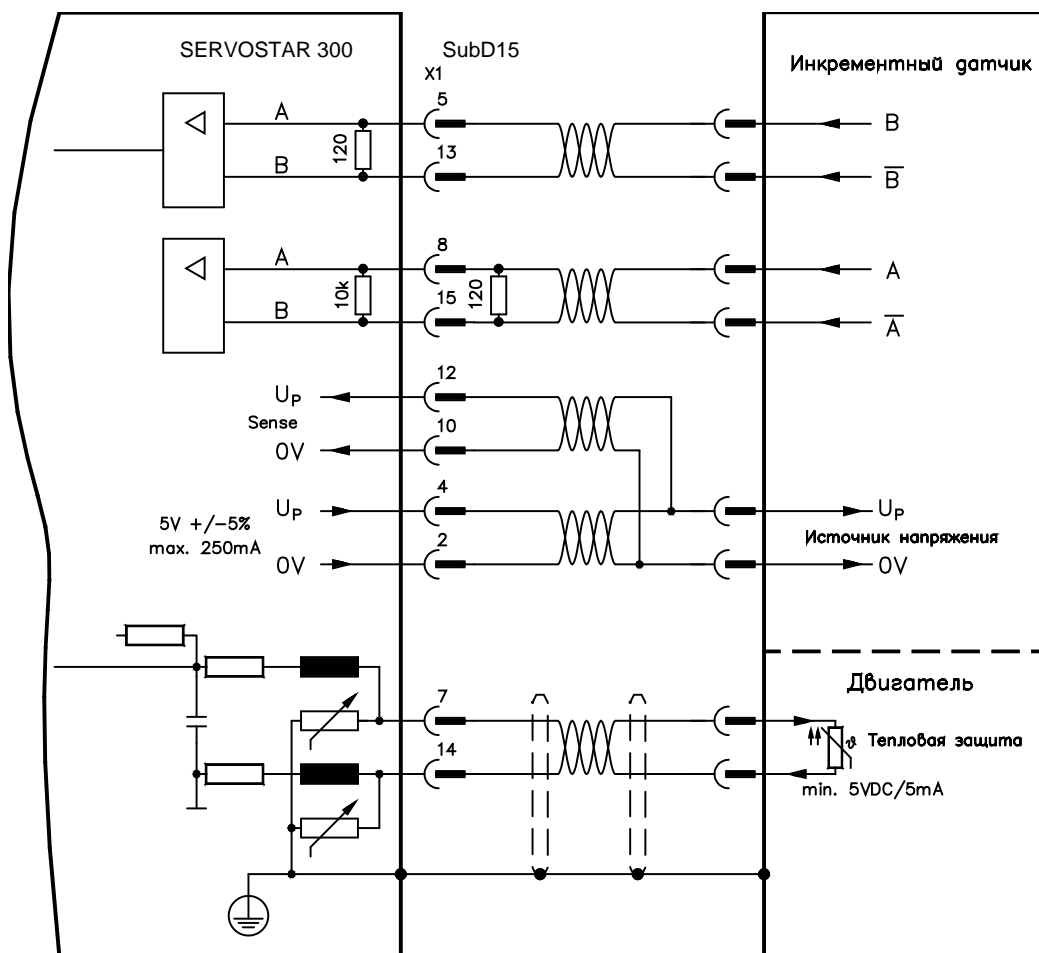 SERVOSTAR 300
SubD15
X1
Инкрементный датчик
A
120
B
5
13
B
B̅
A
10k
B
8
15
120
A
A̅
UP
Sense
0V
12
10
5V +/−5%
max. 250mA
UP
0V
4
2
UP
Источник напряжения
0V
Двигатель
7
14
ϑ Тепловая защита
min. 5VDC/5mA